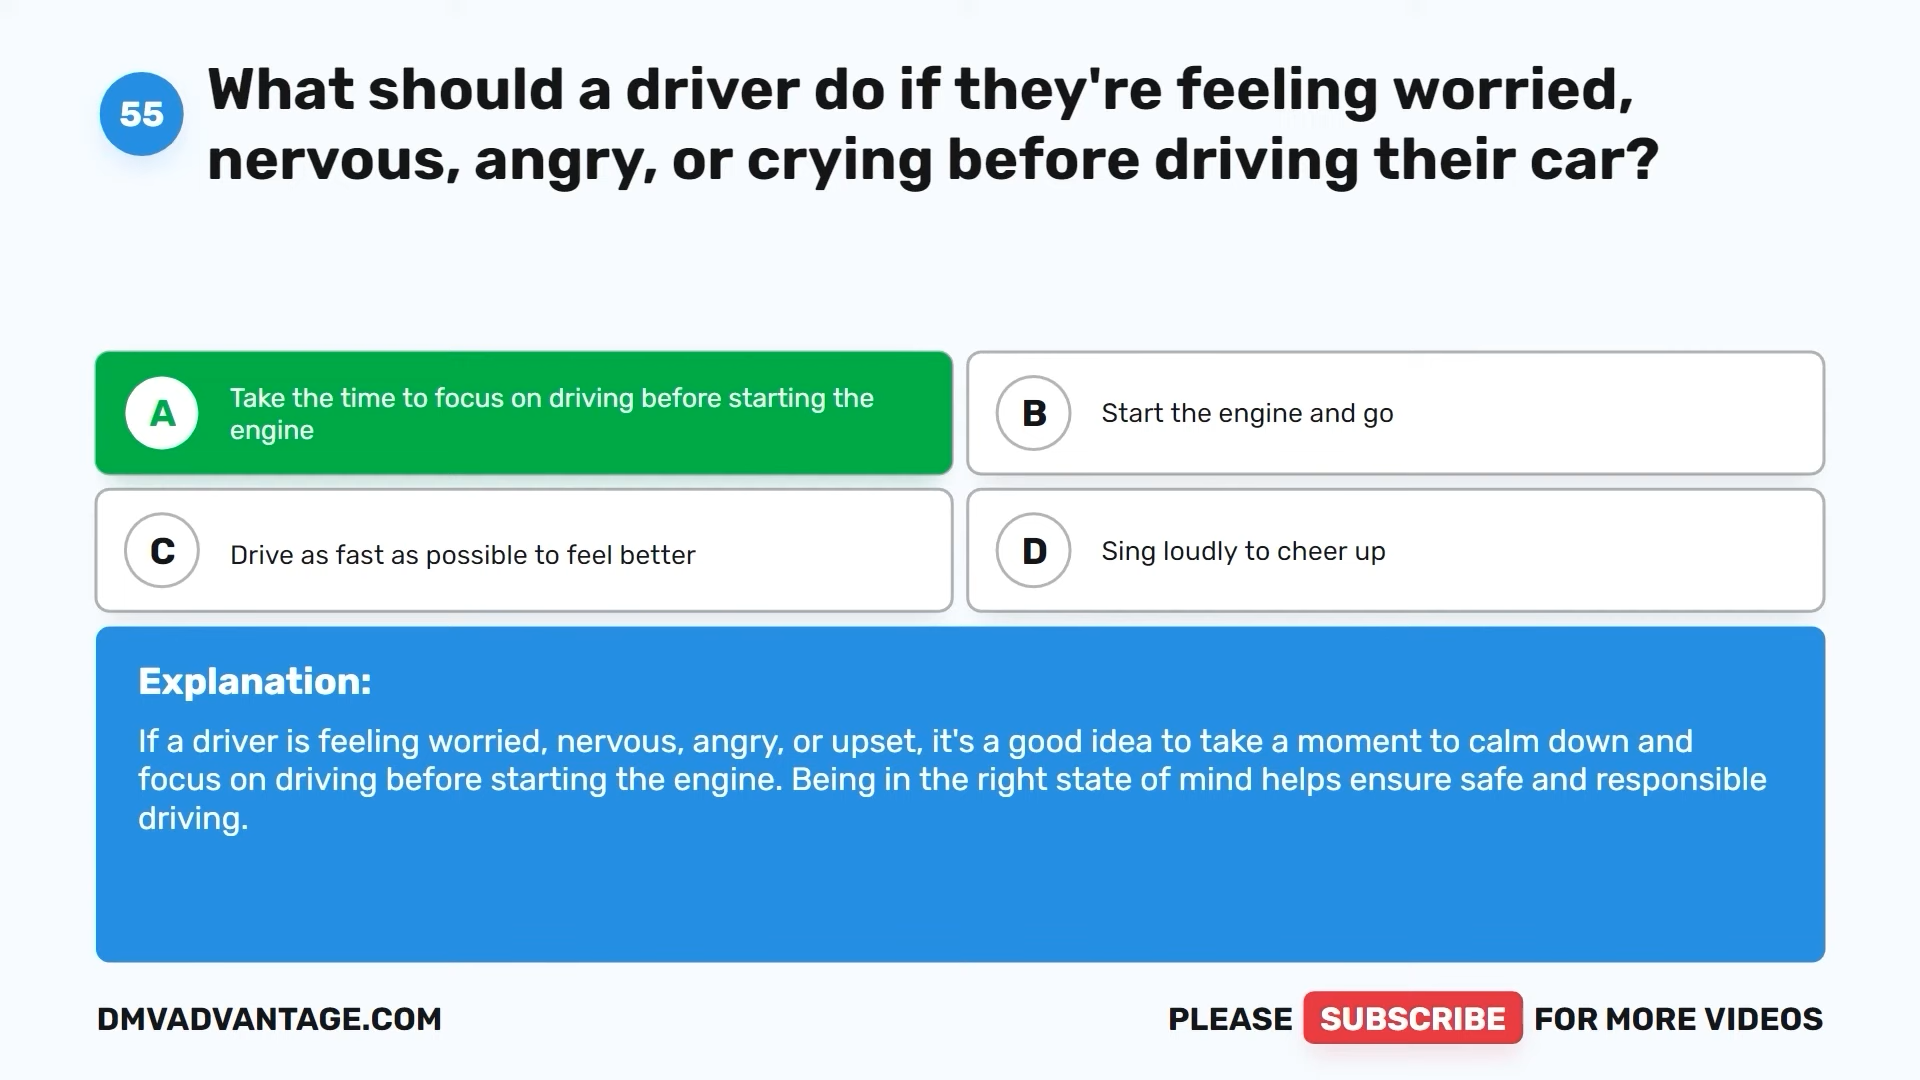 55
What should a driver do if they're feeling worried,
nervous, angry, or crying before driving their car?
A
Take the time to focus on driving before starting the
engine
B
Start the engine and go
C
Drive as fast as possible to feel better
D
Sing loudly to cheer up
Explanation:
If a driver is feeling worried, nervous, angry, or upset, it's a good idea to take a moment to calm down and
focus on driving before starting the engine. Being in the right state of mind helps ensure safe and responsible
driving.
DMVADVANTAGE.COM
PLEASE SUBSCRIBE FOR MORE VIDEOS